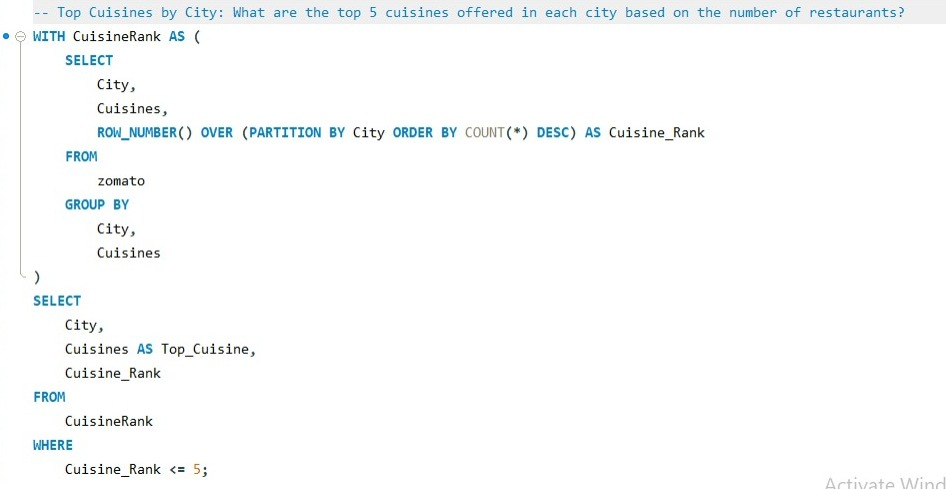 -- Top Cuisines by City: What are the top 5 cuisines offered in each city based on the number of restaurants?
WITH CuisineRank AS (
SELECT
City,
Cuisines,
ROW_NUMBER() OVER (PARTITION BY City ORDER BY COUNT(*) DESC) AS Cuisine_Rank
FROM
zomato
GROUP BY
City,
Cuisines
)
SELECT
City,
Cuisines AS Top_Cuisine,
Cuisine_Rank
FROM
CuisineRank
WHERE
Cuisine_Rank <= 5;
Activate Wind